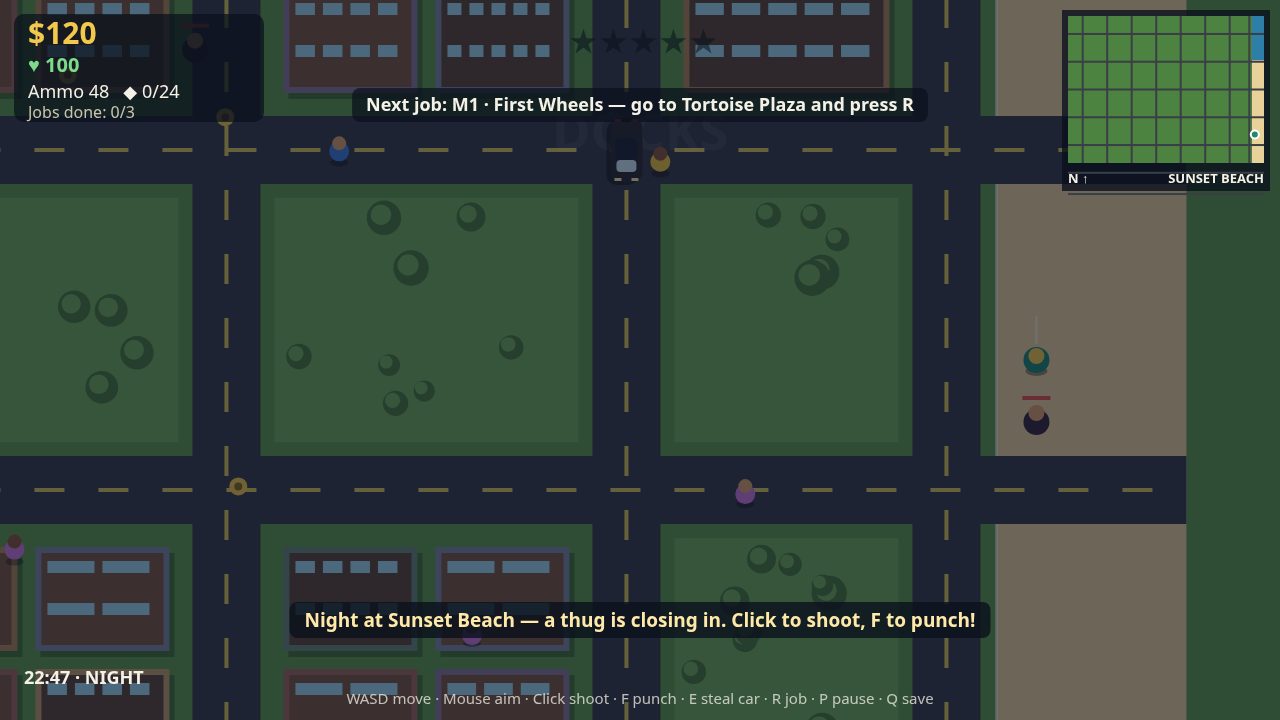 $120
♥ 100
Ammo 48 ◆ 0/24
Jobs done: 0/3
★★★★★
Next job: M1 · First Wheels — go to Tortoise Plaza and press R
DOCKS
N ↑ SUNSET BEACH
Night at Sunset Beach — a thug is closing in. Click to shoot, F to punch!
22:47 · NIGHT
WASD move · Mouse aim · Click shoot · F punch · E steal car · R job · P pause · Q save